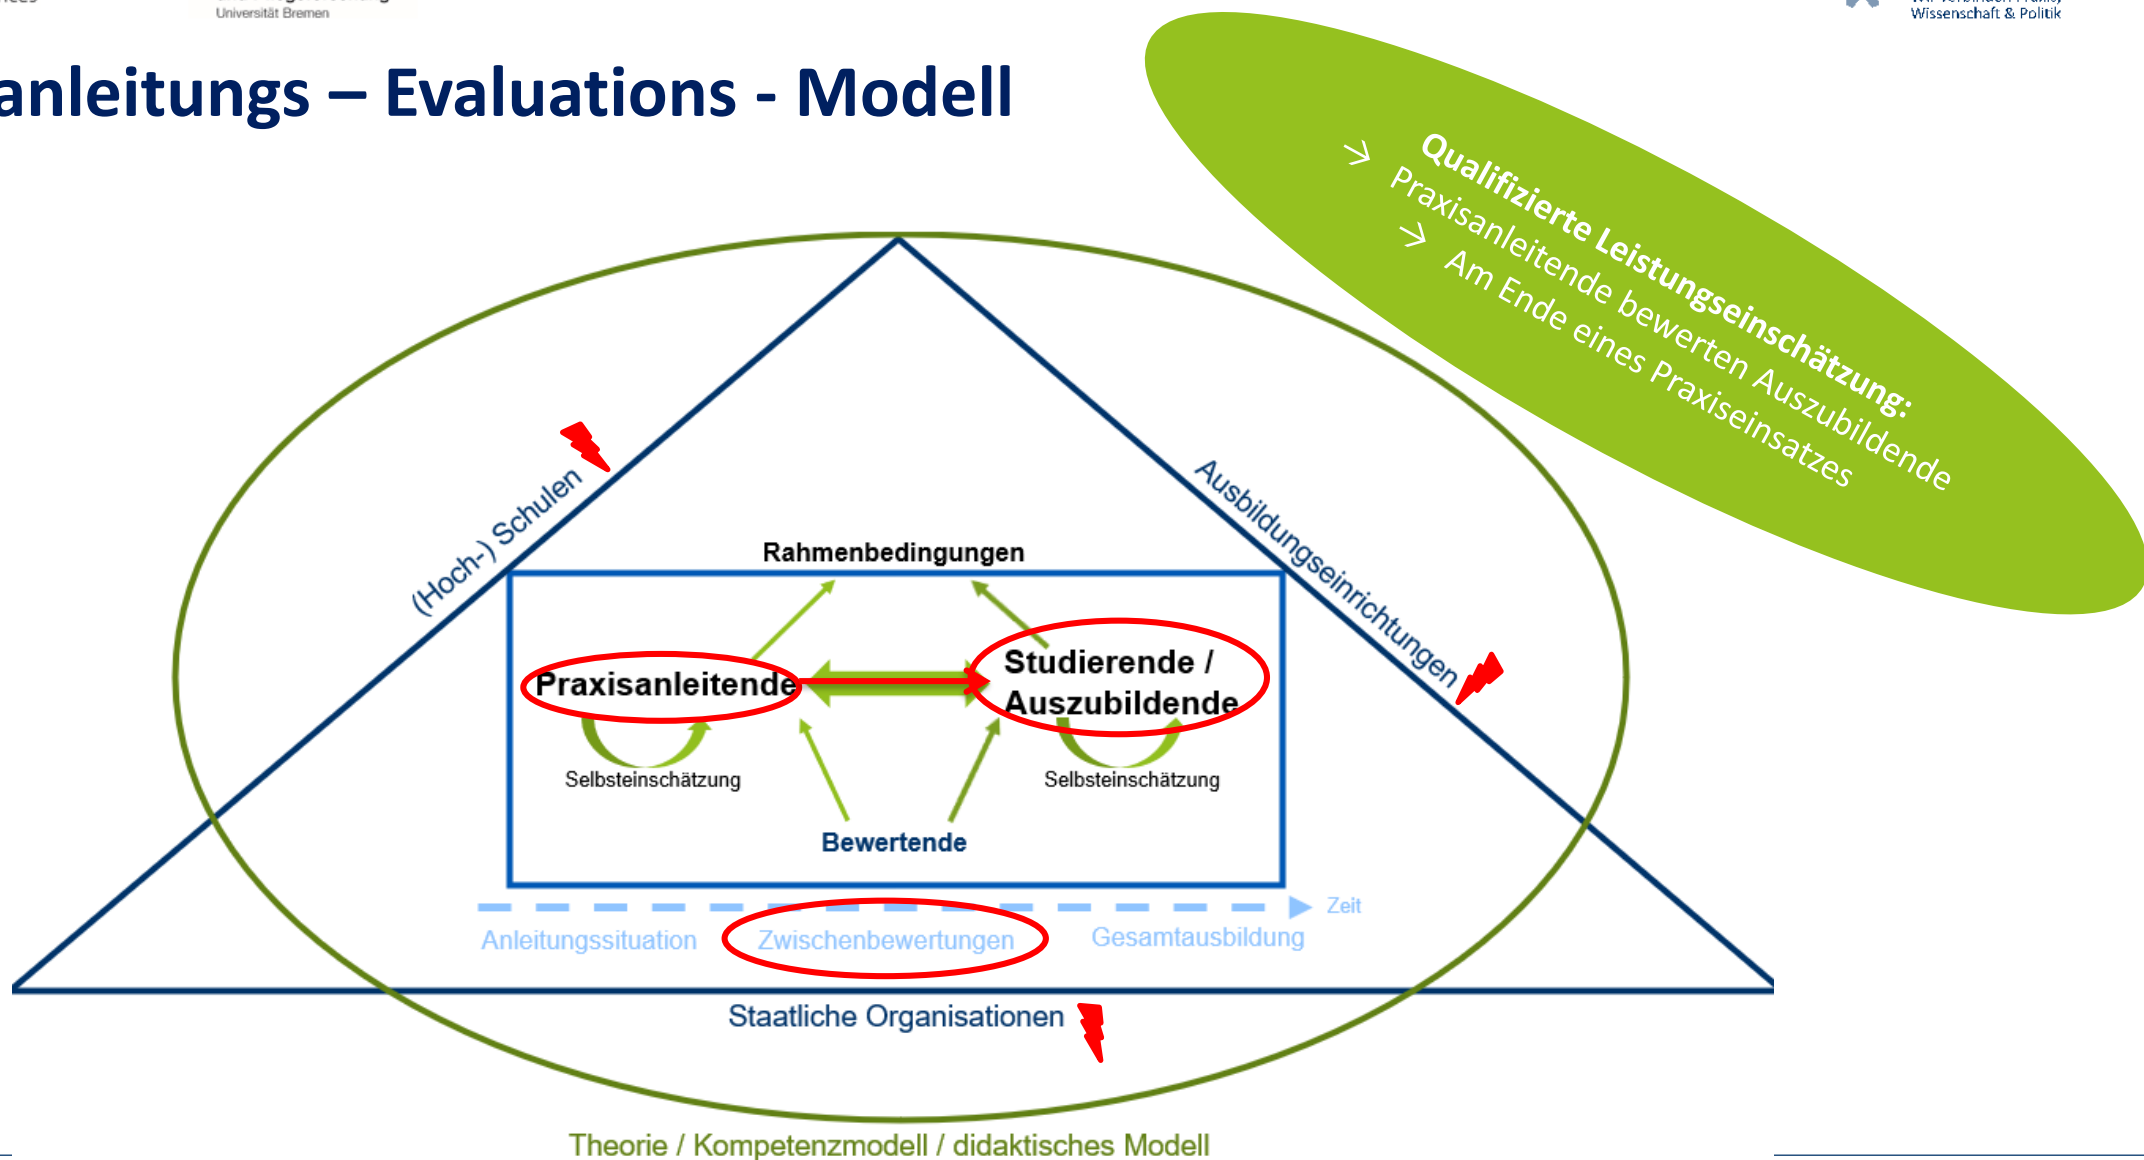 Universität Bremen
Wissenschaft & Politik
anleitungs – Evaluations - Modell
Qualifizierte Leistungseinschätzung:
→ Praxisanleitende bewerten Auszubildende
→ Am Ende eines Praxiseinsatzes
(Hoch-) Schulen
Ausbildungseinrichtungen
Rahmenbedingungen
Praxisanleitende
Studierende /
Auszubildende
Selbsteinschätzung
Selbsteinschätzung
Bewertende
Zeit
Anleitungssituation
Zwischenbewertungen
Gesamtausbildung
Staatliche Organisationen
Theorie / Kompetenzmodell / didaktisches Modell